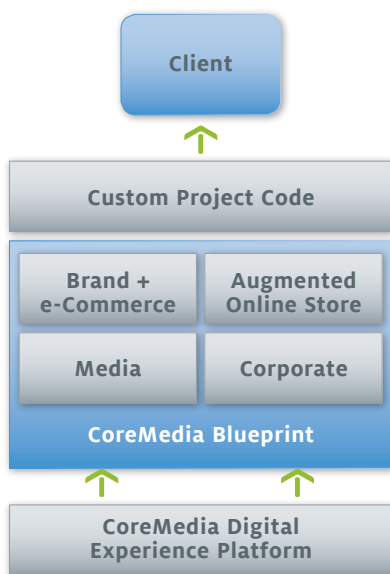 Client
Custom Project Code
Brand +
e-Commerce
Augmented
Online Store
Media
Corporate
CoreMedia Blueprint
CoreMedia Digital
Experience Platform